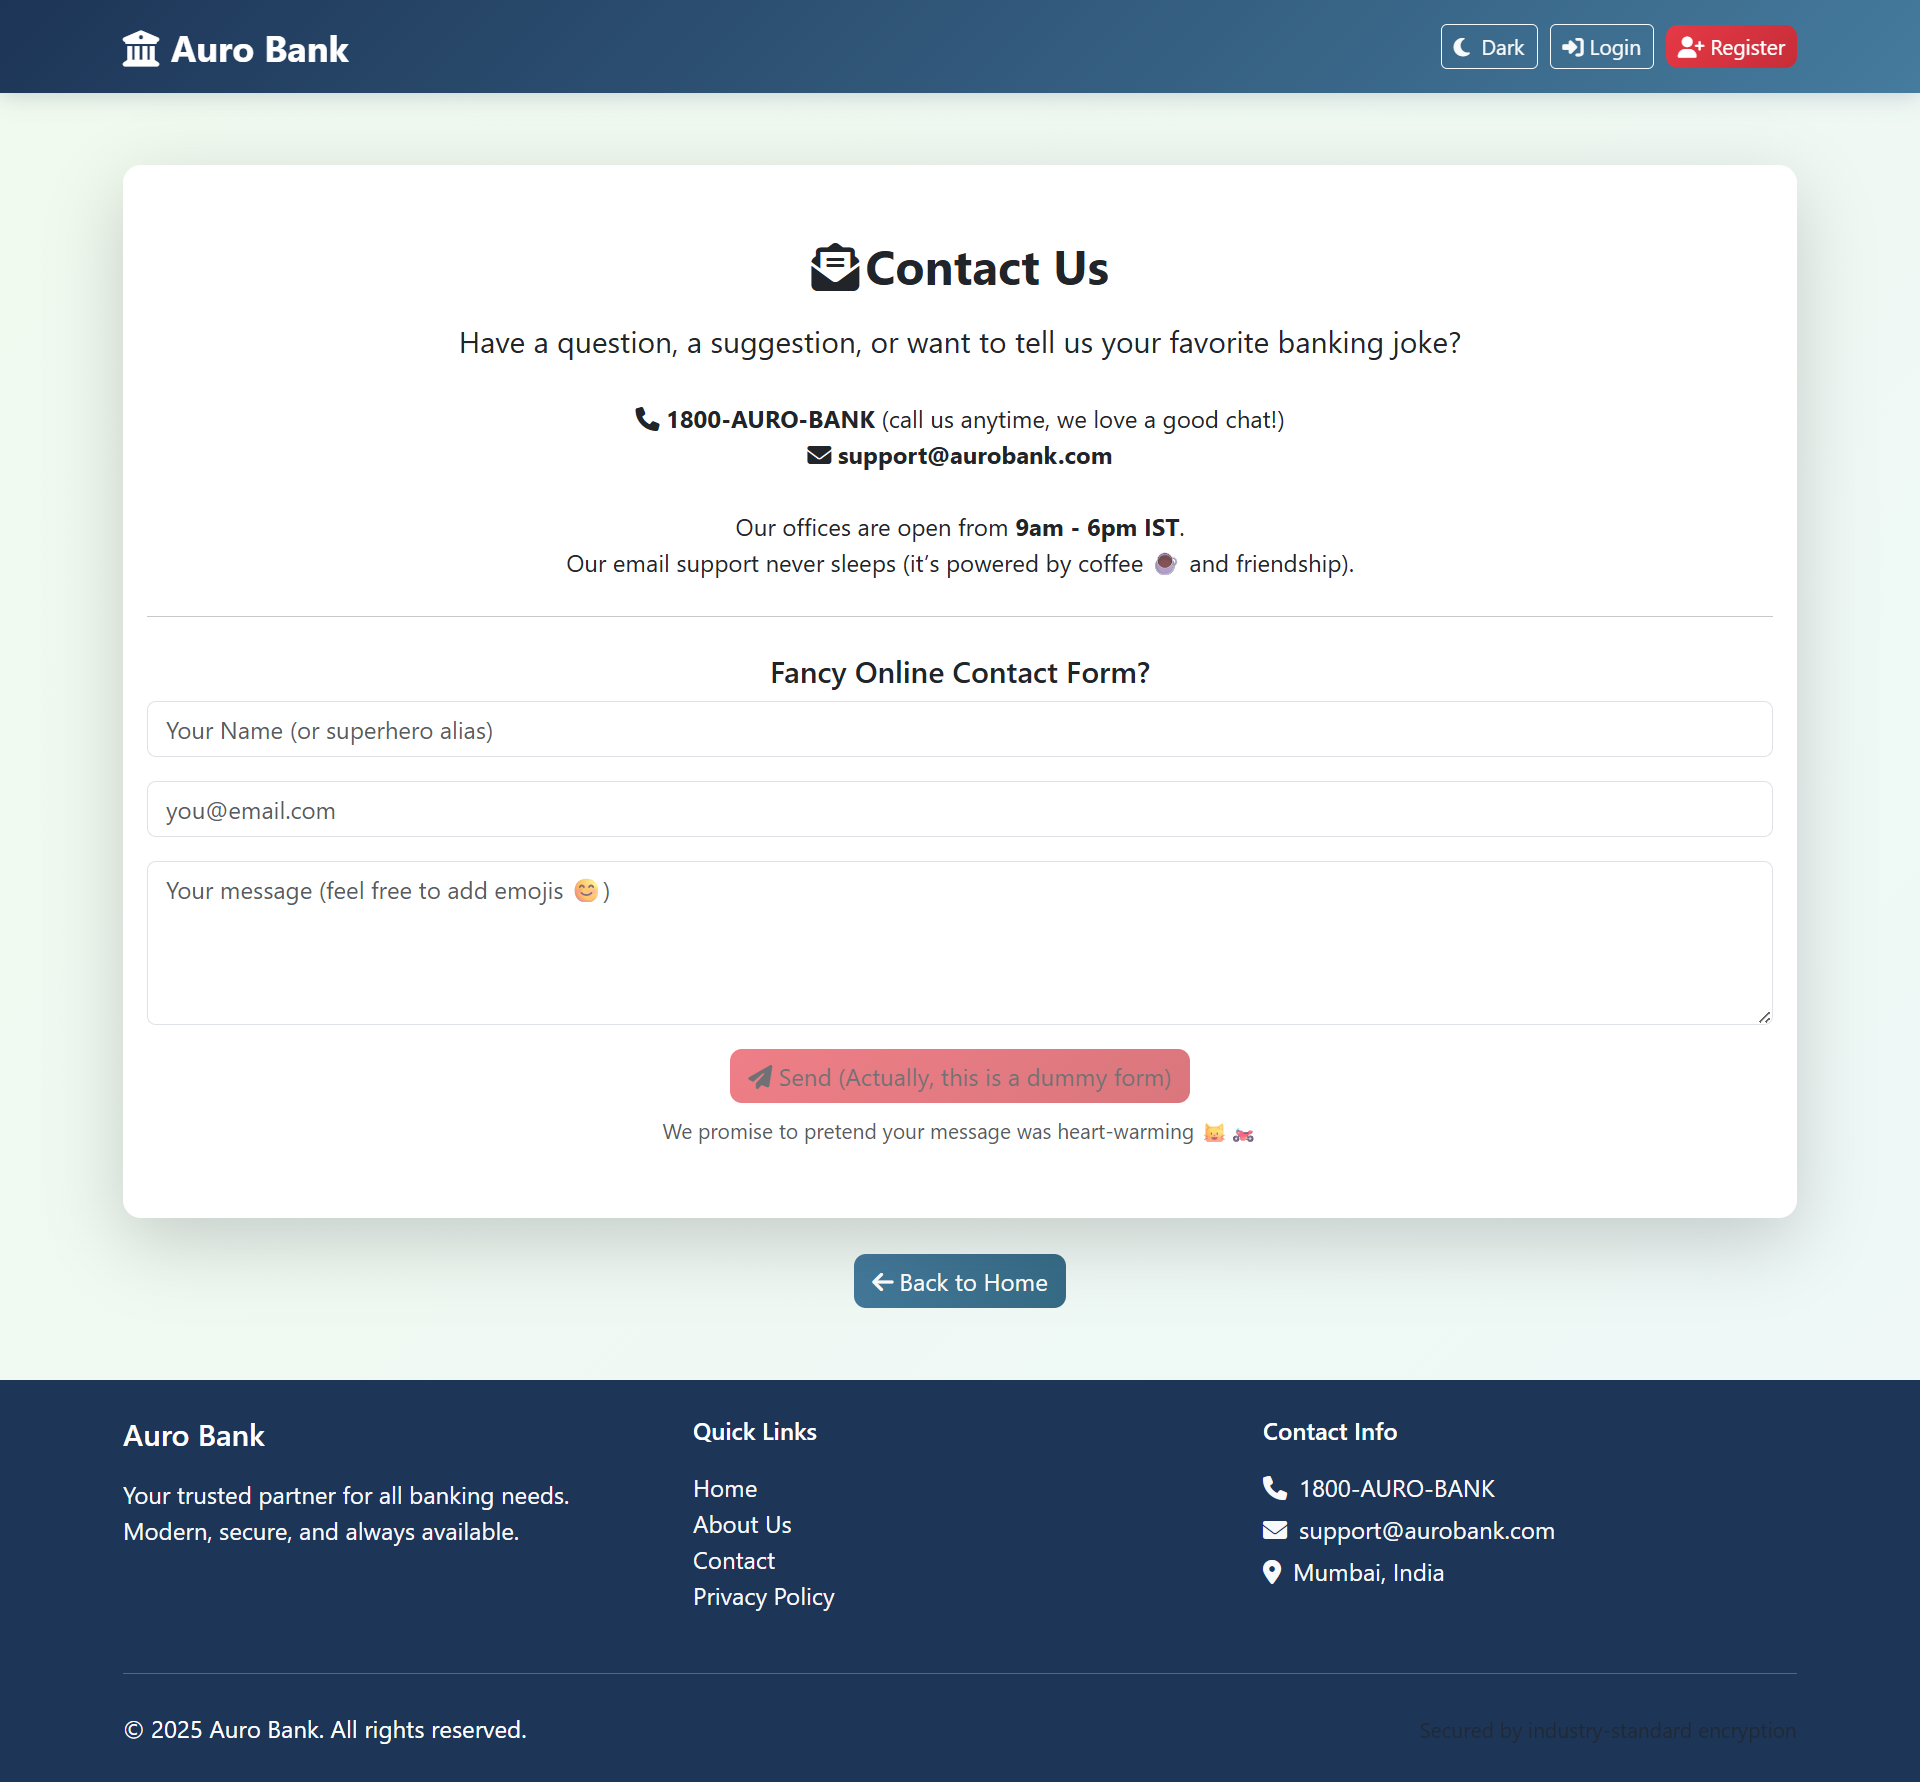 Auro Bank
Dark
Login
Register
Contact Us
Have a question, a suggestion, or want to tell us your favorite banking joke?
1800-AURO-BANK (call us anytime, we love a good chat!)
support@aurobank.com
Our offices are open from 9am - 6pm IST.
Our email support never sleeps (it’s powered by coffee ☕ and friendship).
Fancy Online Contact Form?
Your Name (or superhero alias)
you@email.com
Your message (feel free to add emojis 😊)
Send (Actually, this is a dummy form)
We promise to pretend your message was heart-warming 😺 🏍️
Auro Bank
Your trusted partner for all banking needs.
Modern, secure, and always available.
Quick Links
Home
About Us
Contact
Privacy Policy
Contact Info
1800-AURO-BANK
support@aurobank.com
Mumbai, India
© 2025 Auro Bank. All rights reserved.
Secured by industry-standard encryption